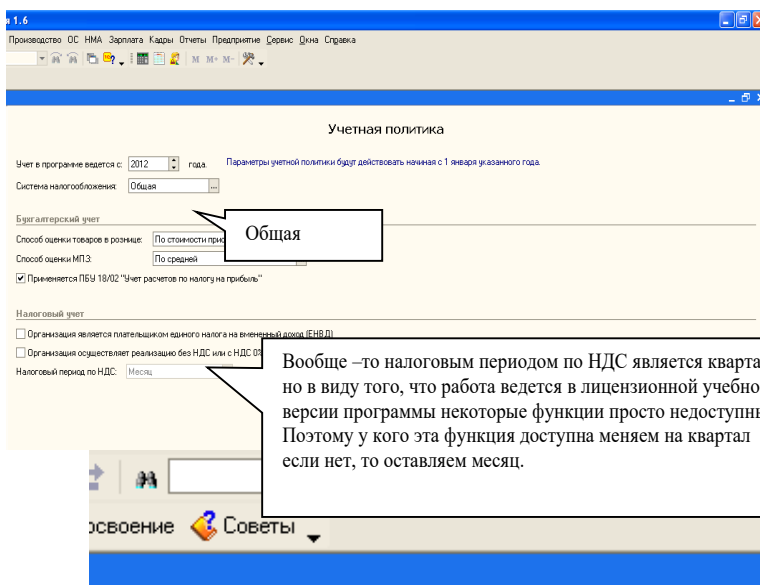 я 1.6
Производство ОС НМА Зарплата Кадры Отчеты Предприятие Сервис Окна Справка
М М+ М-
Учетная политика
Учет в программе ведется с: 2012 года. Параметры учетной политики будут действовать начиная с 1 января указанного года.
Система налогообложения: Общая ...
Бухгалтерский учет
Общая
Способ оценки товаров в рознице: По стоимости прио
Способ оценки МПЗ: По средней
Применяется ПБУ 18/02 "Учет расчетов по налогу на прибыль"
Налоговый учет
Организация является плательщиком единого налога на вмененный доход (ЕНВД)
Организация осуществляет реализацию без НДС или с НДС 0%
Налоговый период по НДС: Месяц
Вообще –то налоговым периодом по НДС является кварта
но в виду того, что работа ведется в лицензионной учебно
версии программы некоторые функции просто недоступны
Поэтому у кого эта функция доступна меняем на квартал
если нет, то оставляем месяц.
освоение Советы